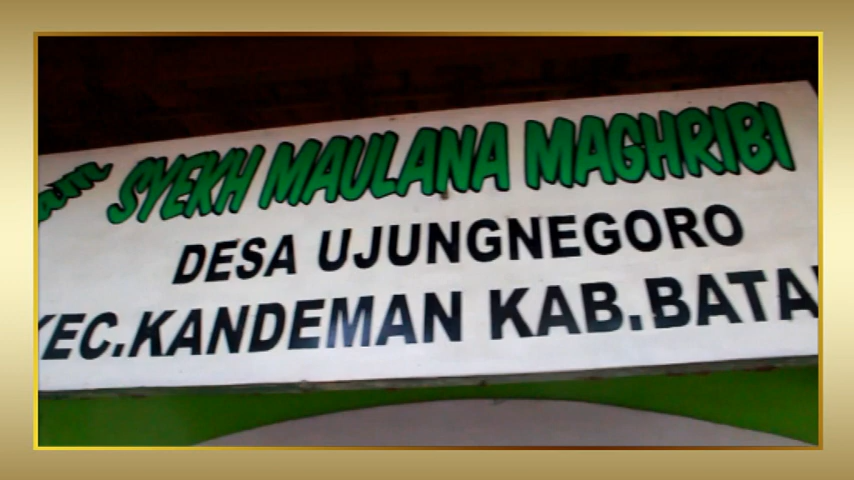 SYEKH MAULANA MAGHRIBI
DESA UJUNGNEGORO
KEC.KANDEMAN KAB.BATA